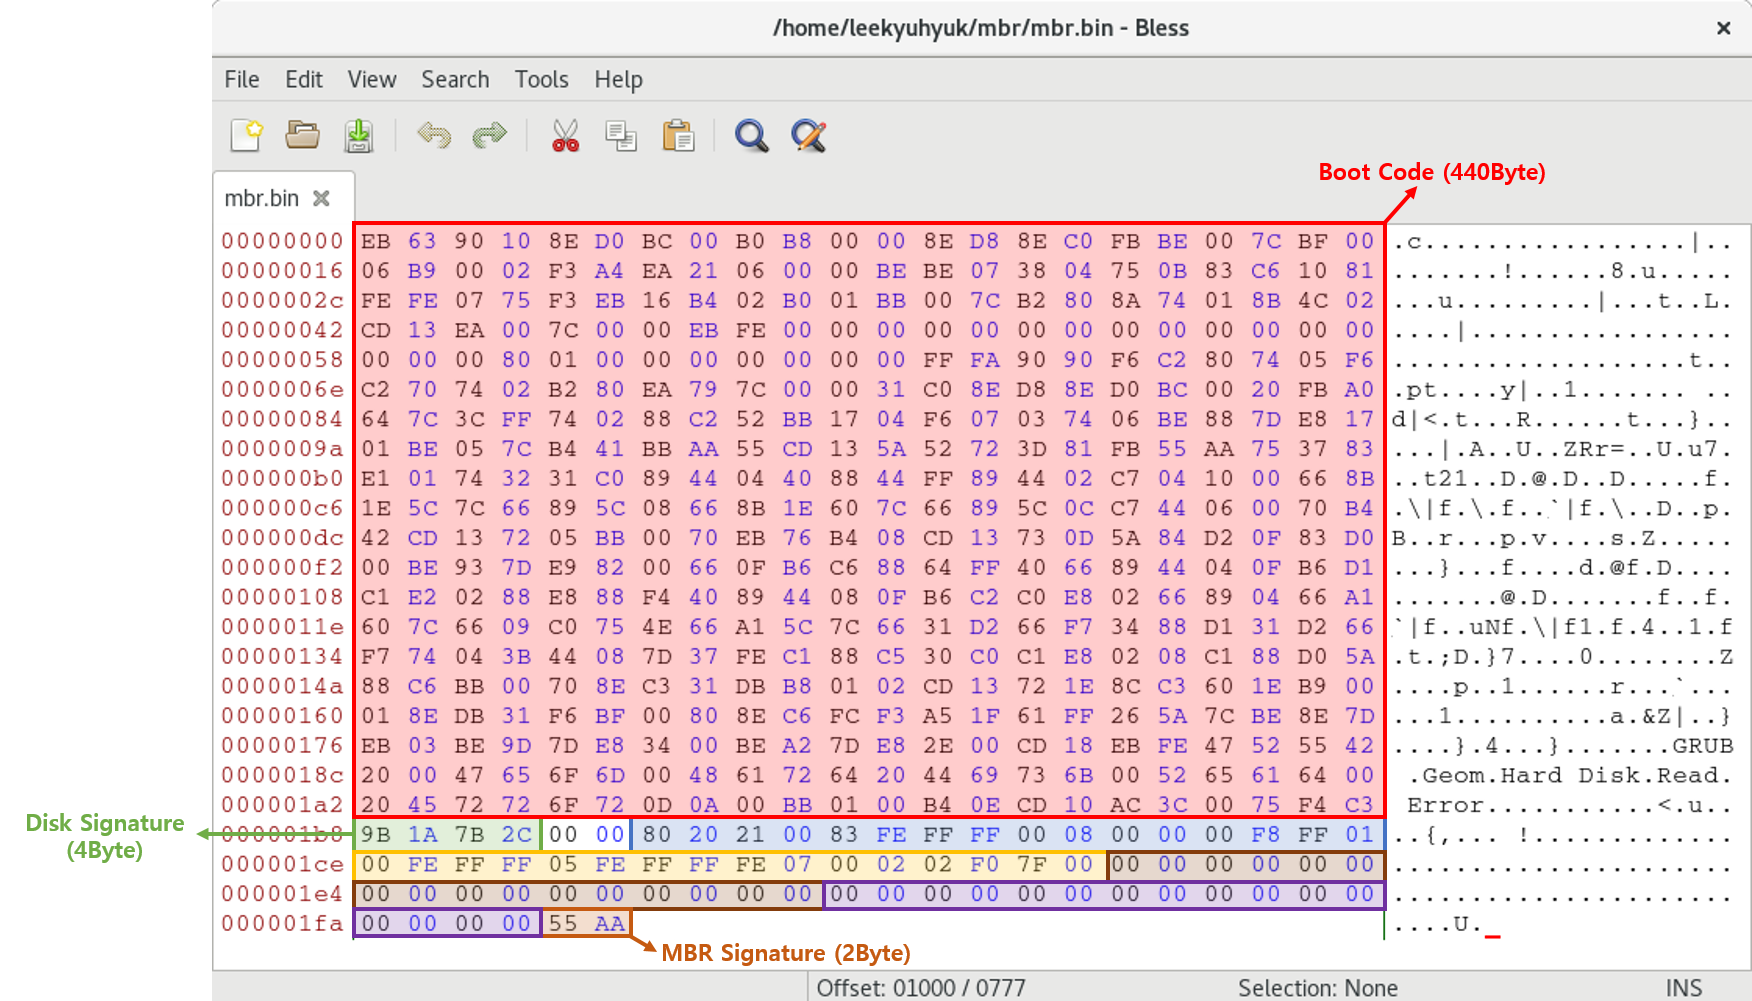 /home/leekyuhyuk/mbr/mbr.bin - Bless
File Edit View Search Tools Help
Boot Code (440Byte)
mbr.bin
00000000 EB 63 90 10 8E D0 BC 00 B0 B8 00 00 8E D8 8E C0 FB BE 00 7C BF 00 .c.................|..
00000016 06 B9 00 02 F3 A4 EA 21 06 00 00 BE BE 07 38 04 75 0B 83 C6 10 81 .......!......8.u.....
0000002c FE FE 07 75 F3 EB 16 B4 02 B0 01 BB 00 7C B2 80 8A 74 01 8B 4C 02 ...u.........|...t..L.
00000042 CD 13 EA 00 7C 00 00 EB FE 00 00 00 00 00 00 00 00 00 00 00 00 00 ....|.................
00000058 00 00 00 80 01 00 00 00 00 00 00 00 FF FA 90 90 F6 C2 80 74 05 F6 ...................t..
0000006e C2 70 74 02 B2 80 EA 79 7C 00 00 31 C0 8E D8 8E D0 BC 00 20 FB A0 .pt....y|..1....... ..
00000084 64 7C 3C FF 74 02 88 C2 52 BB 17 04 F6 07 03 74 06 BE 88 7D E8 17 d|<.t...R......t...}..
0000009a 01 BE 05 7C B4 41 BB AA 55 CD 13 5A 52 72 3D 81 FB 55 AA 75 37 83 ...|.A..U..ZRr=..U.u7.
000000b0 E1 01 74 32 31 C0 89 44 04 40 88 44 FF 89 44 02 C7 04 10 00 66 8B ..t21..D.@.D..D.....f.
000000c6 1E 5C 7C 66 89 5C 08 66 8B 1E 60 7C 66 89 5C 0C C7 44 06 00 70 B4 .\|f.\.f..`|f.\..D..p.
000000dc 42 CD 13 72 05 BB 00 70 EB 76 B4 08 CD 13 73 0D 5A 84 D2 0F 83 D0 B..r...p.v....s.Z.....
000000f2 00 BE 93 7D E9 82 00 66 0F B6 C6 88 64 FF 40 66 89 44 04 0F B6 D1 ...}...f....d.@f.D....
00000108 C1 E2 02 88 E8 88 F4 40 89 44 08 0F B6 C2 C0 E8 02 66 89 04 66 A1 .......@.D.......f..f.
0000011e 60 7C 66 09 C0 75 4E 66 A1 5C 7C 66 31 D2 66 F7 34 88 D1 31 D2 66 `|f..uNf.\|f1.f.4..1.f
00000134 F7 74 04 3B 44 08 7D 37 FE C1 88 C5 30 C0 C1 E8 02 08 C1 88 D0 5A .t.;D.}7....0........Z
0000014a 88 C6 BB 00 70 8E C3 31 DB B8 01 02 CD 13 72 1E 8C C3 60 1E B9 00 ....p..1......r...`...
00000160 01 8E DB 31 F6 BF 00 80 8E C6 FC F3 A5 1F 61 FF 26 5A 7C BE 8E 7D ...1..........a.&Z|..}
00000176 EB 03 BE 9D 7D E8 34 00 BE A2 7D E8 2E 00 CD 18 EB FE 47 52 55 42 ....}.4...}.......GRUB
0000018c 20 00 47 65 6F 6D 00 48 61 72 64 20 44 69 73 6B 00 52 65 61 64 00  .Geom.Hard Disk.Read.
000001a2 20 45 72 72 6F 72 0D 0A 00 BB 01 00 B4 0E CD 10 AC 3C 00 75 F4 C3  Error...........<.u..
Disk Signature
(4Byte)
000001b8 9B 1A 7B 2C 00 00 80 20 21 00 83 FE FF FF 00 08 00 00 00 F8 FF 01 ..{,... !.............
000001ce 00 FE FF FF 05 FE FF FF FE 07 00 02 02 F0 7F 00 00 00 00 00 00 00 ......................
000001e4 00 00 00 00 00 00 00 00 00 00 00 00 00 00 00 00 00 00 00 00 00 00 ......................
000001fa 00 00 00 00 55 AA ....U.
MBR Signature (2Byte)
Offset: 01000 / 0777 Selection: None INS